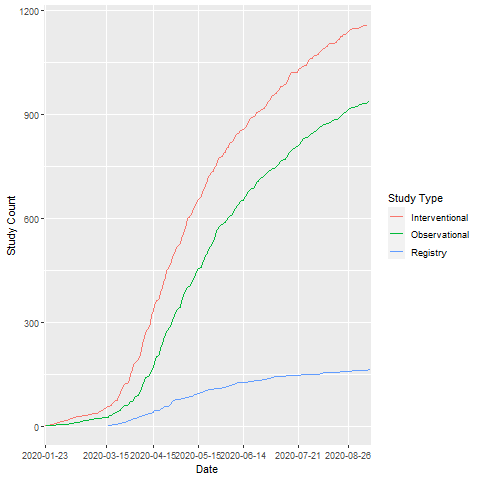 1200
900
600
300
0
Study Count
2020-01-23 2020-03-15 2020-04-15 2020-05-15 2020-06-14 2020-07-21 2020-08-26
Date
Study Type
Interventional
Observational
Registry